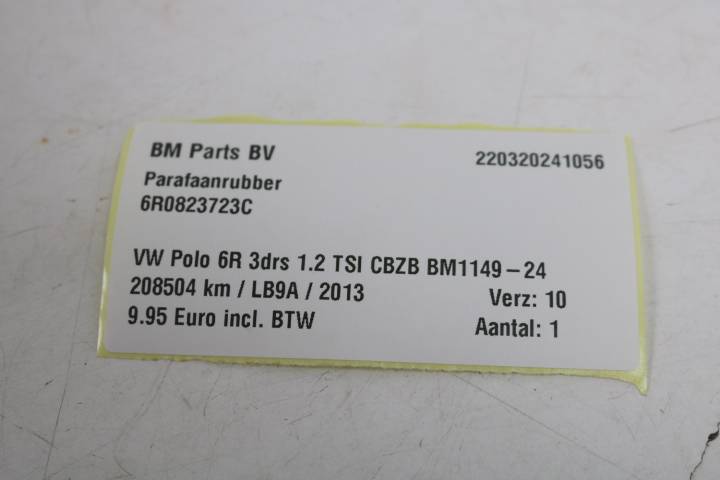 BM Parts BV 220320241056
Parafaanrubber
6R0823723C
VW Polo 6R 3drs 1.2 TSI CBZB BM1149-24
208504 km / LB9A / 2013 Verz: 10
9.95 Euro incl. BTW Aantal: 1